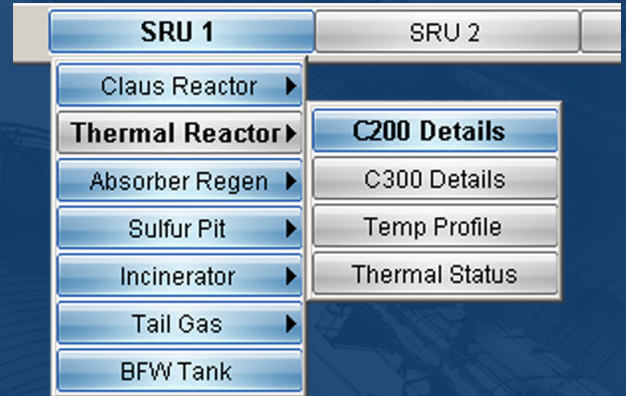 SRU 1
SRU 2
Claus Reactor
Thermal Reactor
C200 Details
Absorber Regen
C300 Details
Sulfur Pit
Temp Profile
Incinerator
Thermal Status
Tail Gas
BFW Tank